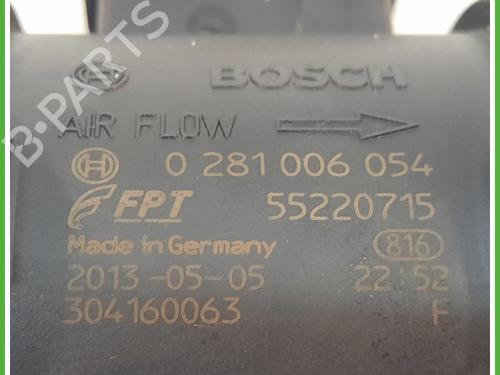 B-PARTS
BOSCH
AIR FLOW
0 281 006 054
FPT 55220715
Made in Germany 816
2013-05-05 22:52
304160063 F